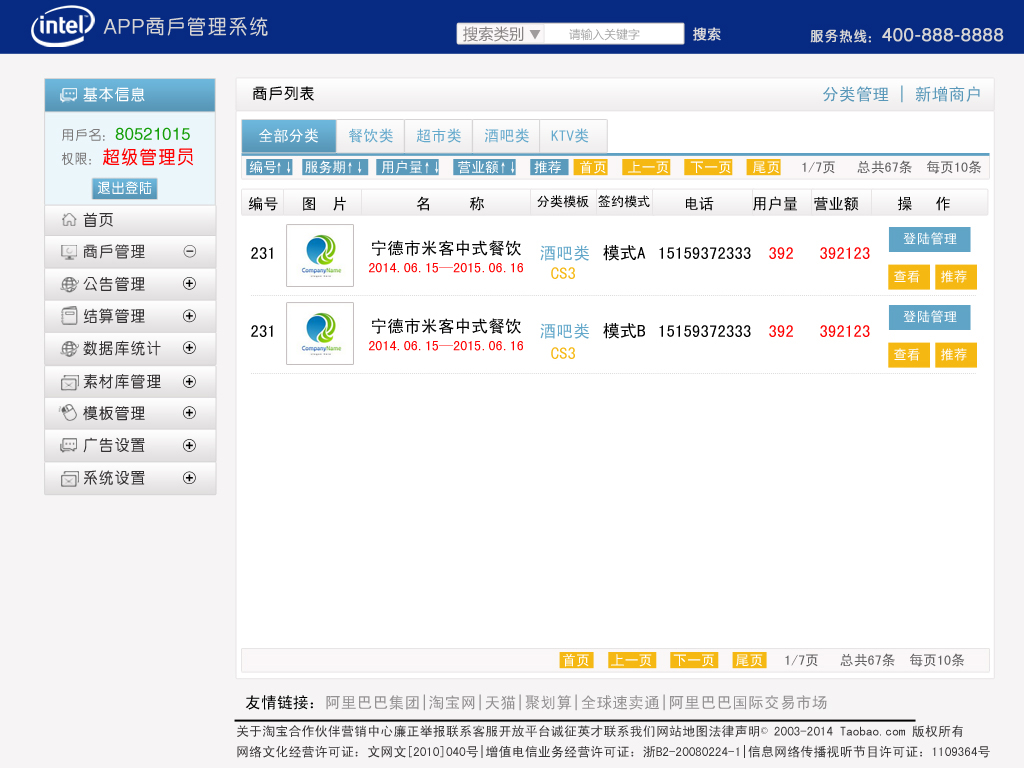 intel APP商戶管理系统
搜索类别▼ 请输入关键字 搜索 服务热线：400-888-8888
基本信息
用戶名：80521015
权限：超级管理员
退出登陆
首页
商戶管理
公告管理
结算管理
数据库统计
素材库管理
模板管理
广告设置
系统设置
商戶列表 分类管理 | 新增商户
全部分类 餐饮类 超市类 酒吧类 KTV类
编号↑↓ 服务期↑↓ 用户量↑↓ 营业额↑↓ 推荐 首页 上一页 下一页 尾页 1/7页 总共67条 每页10条
编号 图 片 名 称 分类模板 签约模式 电话 用户量 营业额 操 作
231 CompanyName 宁德市米客中式餐饮 酒吧类 模式A 15159372333 392 392123 登陆管理
2014.06.15—2015.06.16 CS3 查看 推荐
231 CompanyName 宁德市米客中式餐饮 酒吧类 模式B 15159372333 392 392123 登陆管理
2014.06.15—2015.06.16 CS3 查看 推荐
首页 上一页 下一页 尾页 1/7页 总共67条 每页10条
友情链接：阿里巴巴集团|淘宝网|天猫|聚划算|全球速卖通|阿里巴巴国际交易市场
关于淘宝合作伙伴营销中心廉正举报联系客服开放平台诚征英才联系我们网站地图法律声明© 2003-2014 Taobao.com 版权所有
网络文化经营许可证：文网文[2010]040号|增值电信业务经营许可证：浙B2-20080224-1|信息网络传播视听节目许可证：1109364号